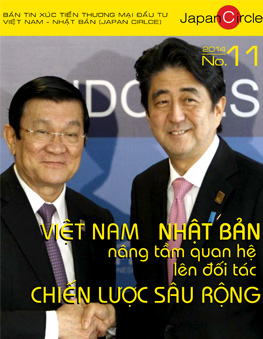 BẢN TIN XÚC TIẾN THƯƠNG MẠI ĐẦU TƯ
VIỆT NAM - NHẬT BẢN (JAPAN CIRLCE)
JapanCircle
2014
No.11
VIỆT NAM NHẬT BẢN
nâng tầm quan hệ
lên đối tác
CHIẾN LƯỢC SÂU RỘNG